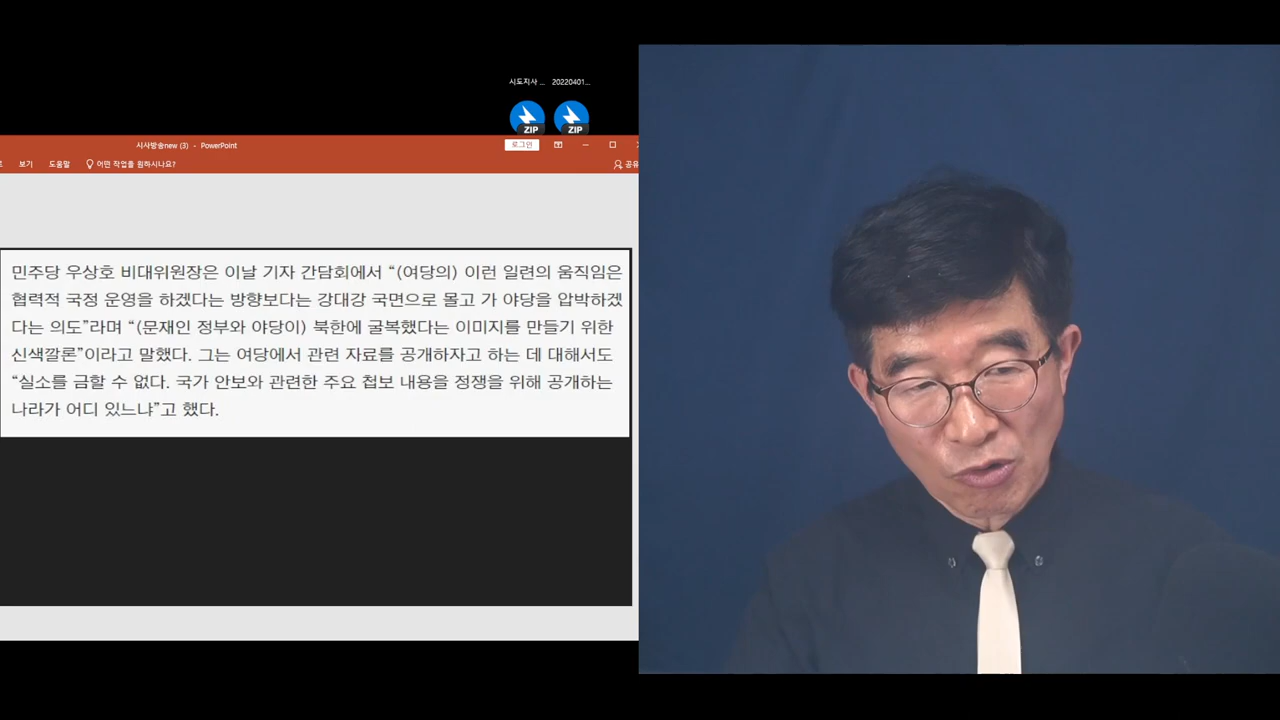 시도지사 ... 20220401...
ZIP ZIP
시사방송new (3) - PowerPoint
로그인
보기 도움말 어떤 작업을 원하시나요? 공유
민주당 우상호 비대위원장은 이날 기자 간담회에서 “(여당의) 이런 일련의 움직임은
협력적 국정 운영을 하겠다는 방향보다는 강대강 국면으로 몰고 가 야당을 압박하겠
다는 의도”라며 “(문재인 정부와 야당이) 북한에 굴복했다는 이미지를 만들기 위한
신색깔론”이라고 말했다. 그는 여당에서 관련 자료를 공개하자고 하는 데 대해서도
“실소를 금할 수 없다. 국가 안보와 관련한 주요 첩보 내용을 정쟁을 위해 공개하는
나라가 어디 있느냐”고 했다.